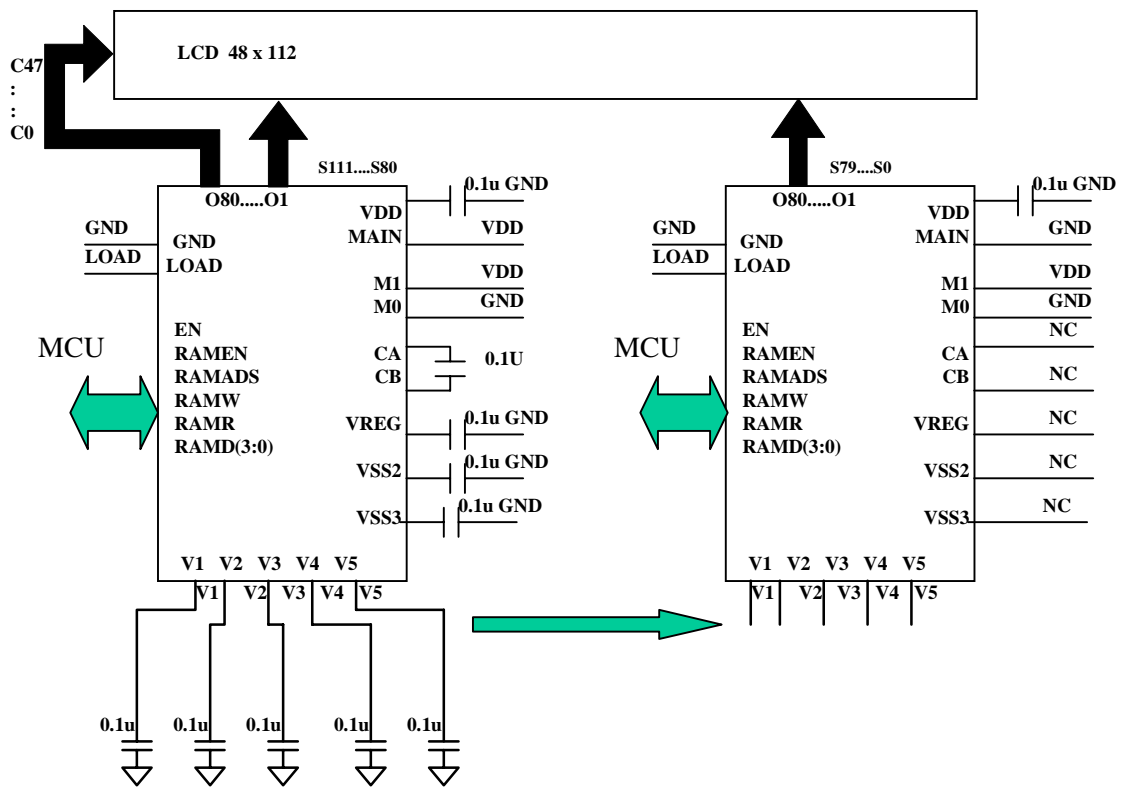 LCD 48 x 112
C47
:
:
C0
S111....S80
O80.....O1
GND
LOAD
GND
LOAD
VDD
MAIN
M1
M0
0.1u GND
VDD
VDD
GND
MCU
EN
RAMEN
RAMADS
RAMW
RAMR
RAMD(3:0)
CA
CB
0.1U
VREG
VSS2
VSS3
0.1u GND
0.1u GND
0.1u GND
V1 V2 V3 V4 V5
V1 V2 V3 V4 V5
0.1u 0.1u 0.1u 0.1u 0.1u
S79....S0
O80.....O1
GND
LOAD
GND
LOAD
VDD
MAIN
M1
M0
0.1u GND
GND
VDD
GND
MCU
EN
RAMEN
RAMADS
RAMW
RAMR
RAMD(3:0)
CA
CB
VREG
VSS2
VSS3
NC
NC
NC
NC
NC
V1 V2 V3 V4 V5
V1 V2 V3 V4 V5